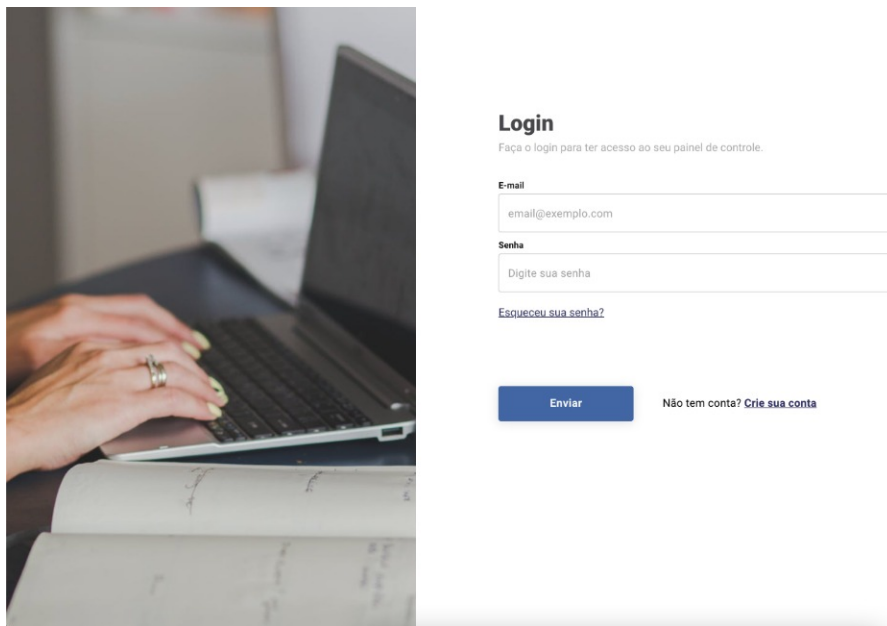 Login
Faça o login para ter acesso ao seu painel de controle.
E-mail
email@exemplo.com
Senha
Digite sua senha
Esqueceu sua senha?
Enviar
Não tem conta? Crie sua conta